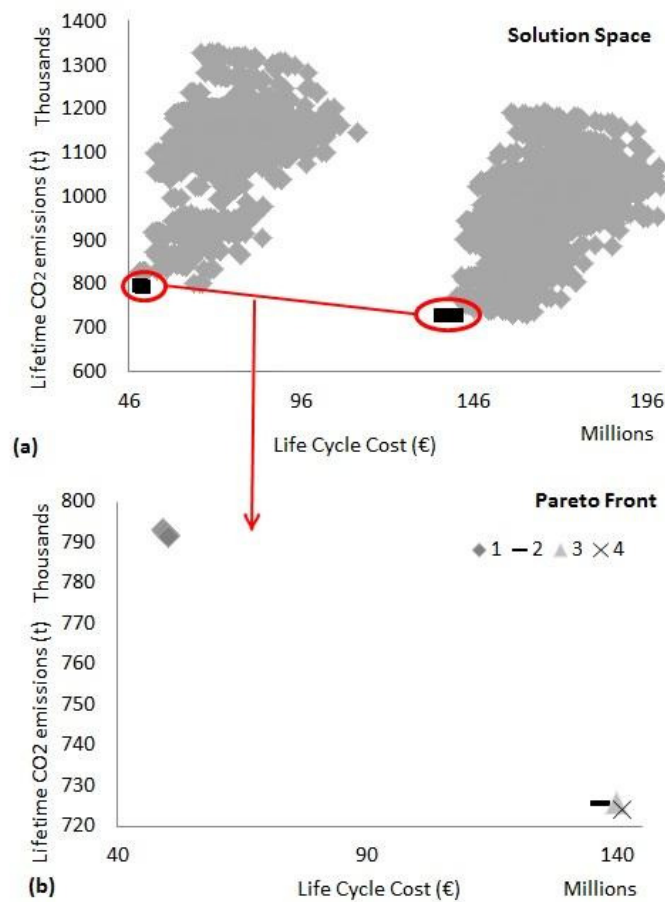 Solution Space
Lifetime CO2 emissions (t) Thousands
1400
1300
1200
1100
1000
900
800
700
600
46 96 146 196
Millions
(a)
Life Cycle Cost (€)
Pareto Front
1 2 3 4
Lifetime CO2 emissions (t) Thousands
800
790
780
770
760
750
740
730
720
40 90 140
(b) Life Cycle Cost (€) Millions